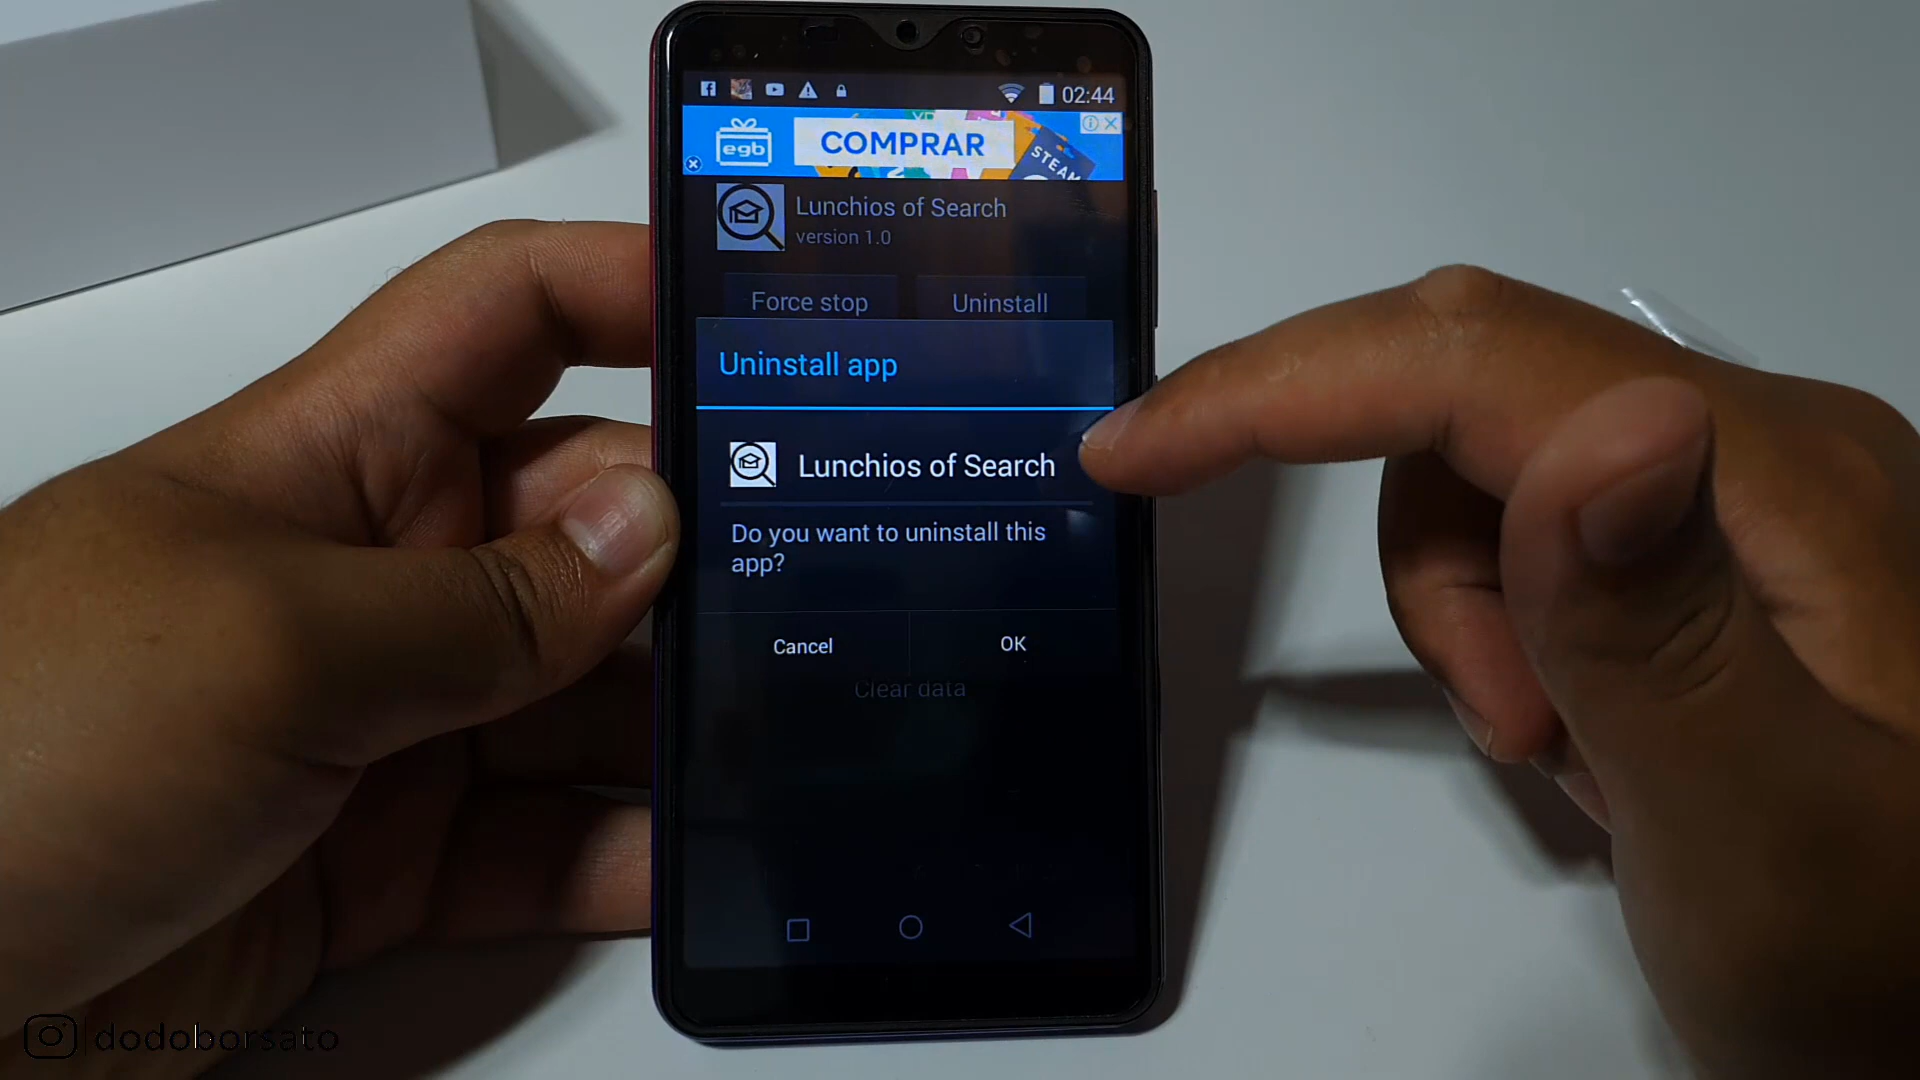 02:44
egb
COMPRAR
STEAM
Lunchios of Search
version 1.0
Force stop
Uninstall
Uninstall app
Lunchios of Search
Do you want to uninstall this
app?
Cancel
OK
Clear data
dodoborsato